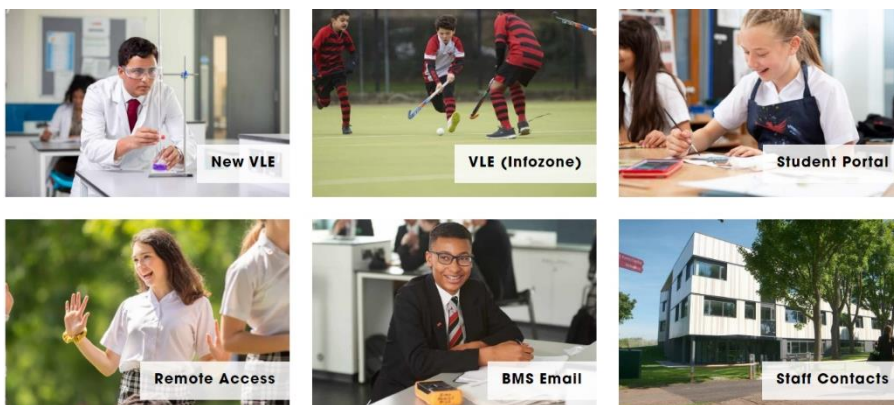 New VLE
VLE (Infozone)
Student Portal
Remote Access
BMS Email
Staff Contacts